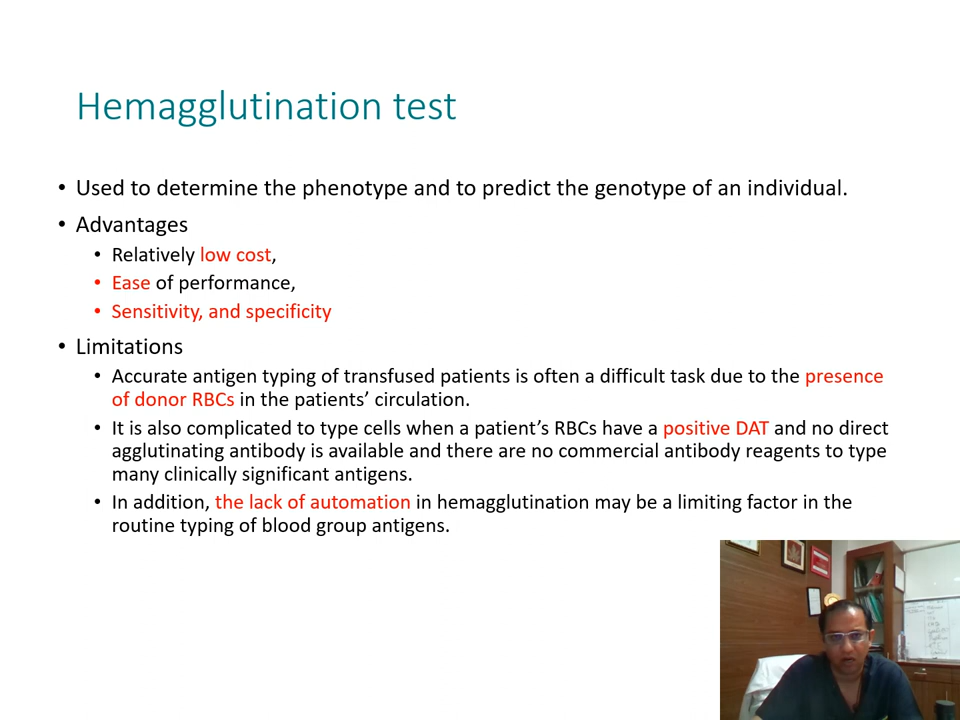 Hemagglutination test
• Used to determine the phenotype and to predict the genotype of an individual.
• Advantages
• Relatively low cost,
• Ease of performance,
• Sensitivity, and specificity
• Limitations
• Accurate antigen typing of transfused patients is often a difficult task due to the presence
of donor RBCs in the patients’ circulation.
• It is also complicated to type cells when a patient’s RBCs have a positive DAT and no direct
agglutinating antibody is available and there are no commercial antibody reagents to type
many clinically significant antigens.
• In addition, the lack of automation in hemagglutination may be a limiting factor in the
routine typing of blood group antigens.